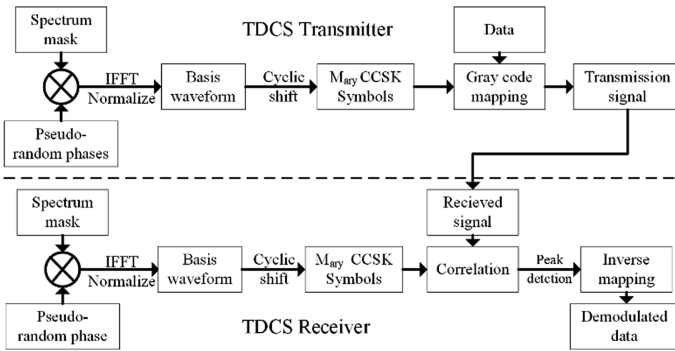 Spectrum
mask
TDCS Transmitter
Data
IFFT
Normalize
Basis
waveform
Cyclic
shift
Mary CCSK
Symbols
Gray code
mapping
Transmission
signal
Pseudo-
random phases
Spectrum
mask
Recieved
signal
IFFT
Normalize
Basis
waveform
Cyclic
shift
Mary CCSK
Symbols
Correlation
Peak
detction
Inverse
mapping
Pseudo-
random phase
TDCS Receiver
Demodulated
data